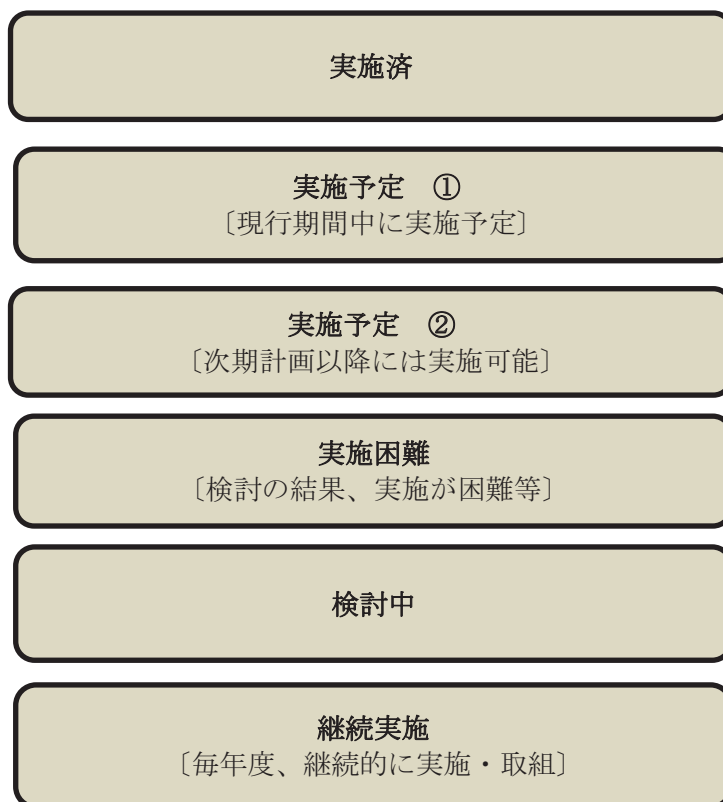 実施済
実施予定　①
〔現行期間中に実施予定〕
実施予定　②
〔次期計画以降には実施可能〕
実施困難
〔検討の結果、実施が困難等〕
検討中
継続実施
〔毎年度、継続的に実施・取組〕